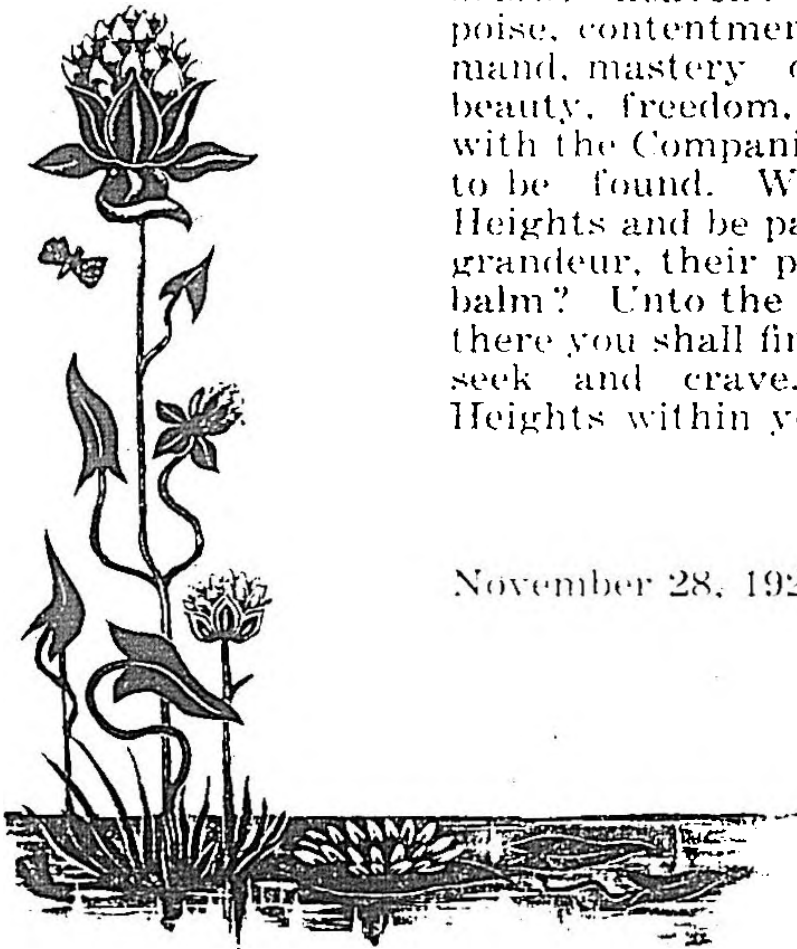 poise, contentmen
mand, mastery
beauty, freedom,
with the Compani
to be found. W
Heights and be pa
grandeur, their p
balm? Unto the
there you shall fin
seek and crave.
Heights within y
November 28, 192